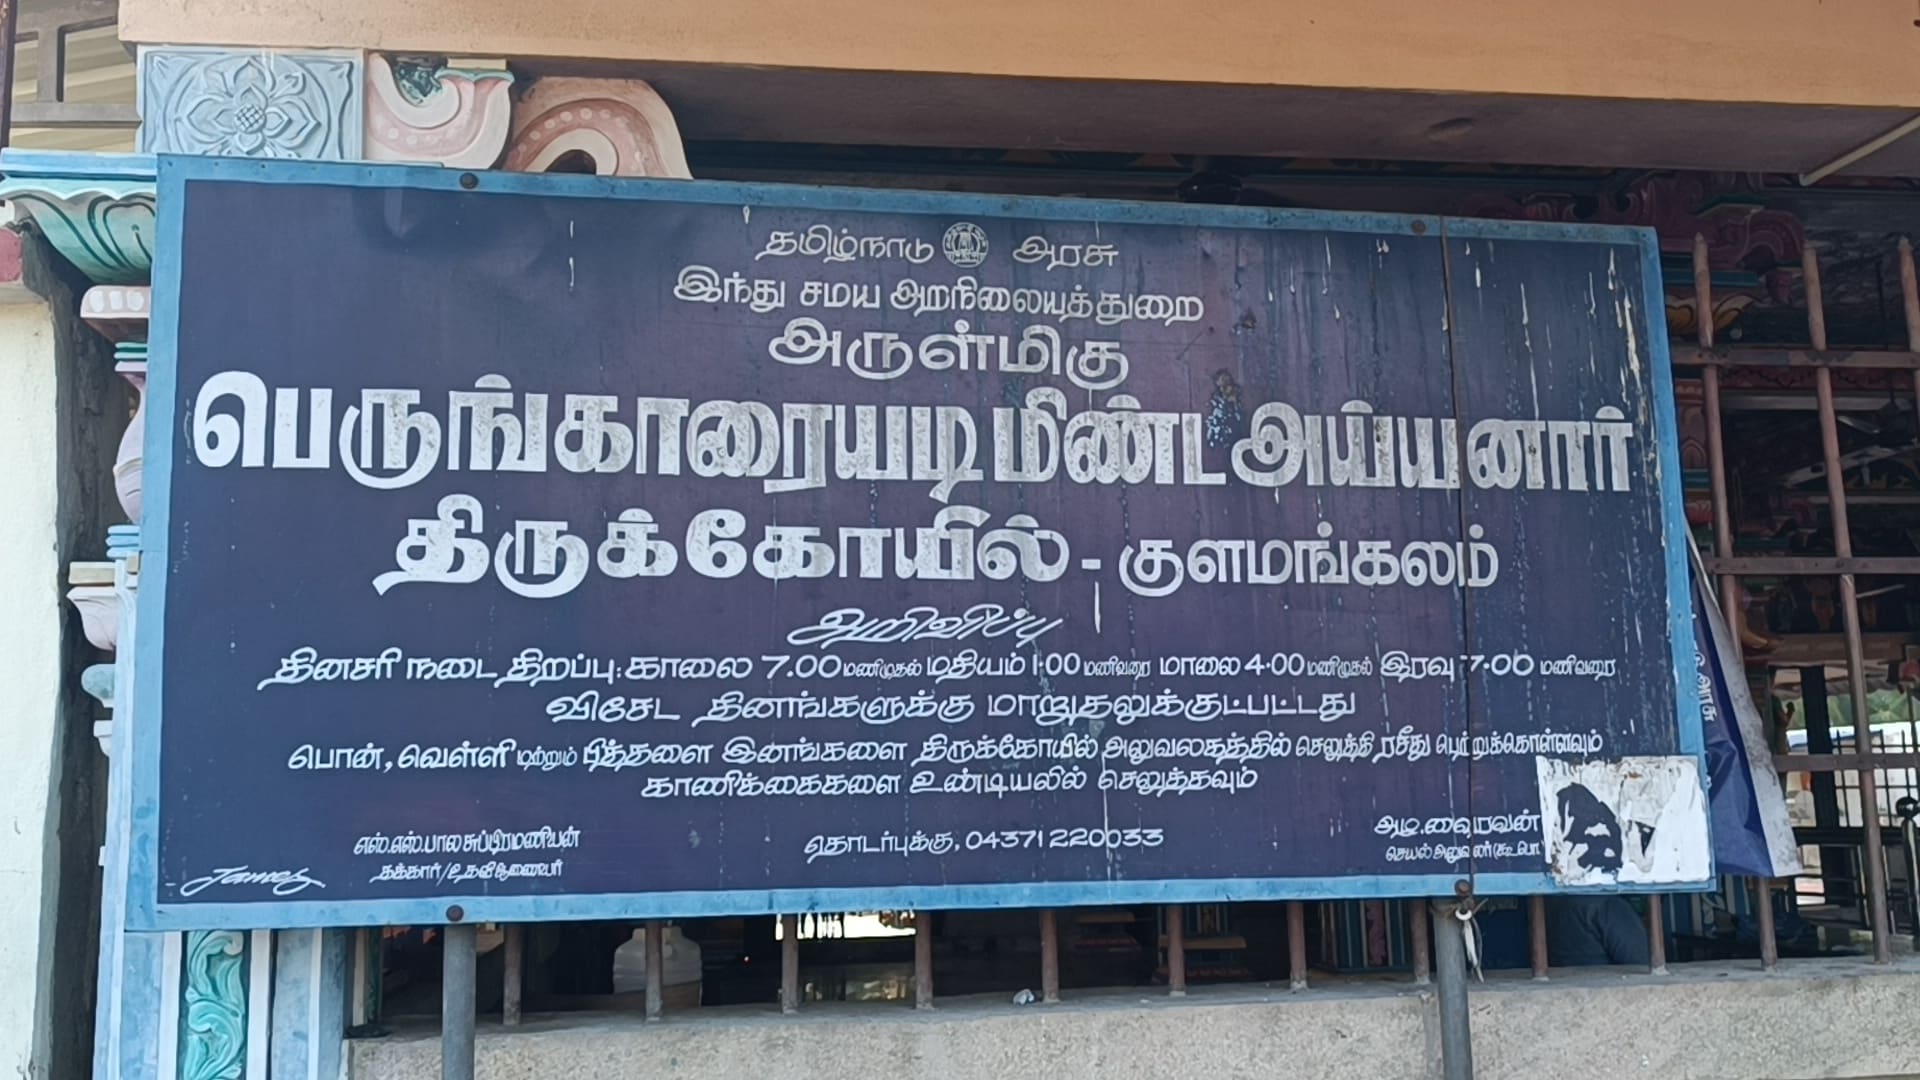 தமிழ்நாடு அரசு
இந்து சமய அறநிலையத்துறை
அருள்மிகு
பெருங்காரையடி மிண்ட அய்யனார்
திருக்கோயில் - குளமங்கலம்
அறிவிப்பு
தினசரி நடை திறப்பு: காலை 7.00 மணிமுதல் மதியம் 1.00 மணிவரை மாலை 4.00 மணிமுதல் இரவு 7.00 மணிவரை
விசேட தினங்களுக்கு மாறுதலுக்குட்பட்டது
பொன், வெள்ளி மற்றும் பித்தளை இனங்களை திருக்கோயில் அலுவலகத்தில் செலுத்தி ரசீது பெற்றுக்கொள்ளவும்
காணிக்கைகளை உண்டியலில் செலுத்தவும்
எஸ்.எஸ்.பாலசுப்பிரமணியன்
தக்கார்/உதவிஆணையர்
தொடர்புக்கு, 04371 220033
வைரவன்
செயல் அலுவலர்(கூ.பொ)
James